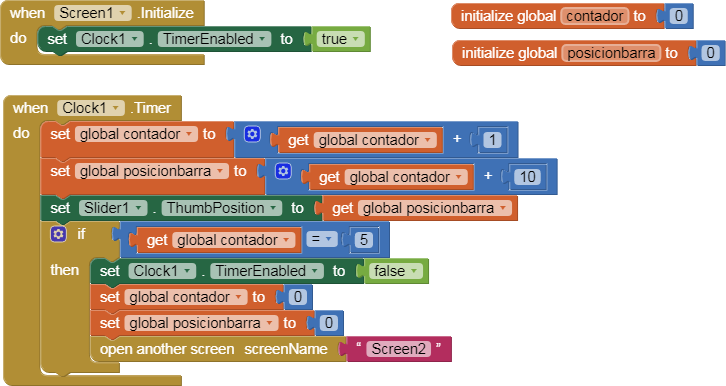 when Screen1 .Initialize
do set Clock1 . TimerEnabled to true
initialize global contador to 0
initialize global posicionbarra to 0
when Clock1 .Timer
do set global contador to get global contador + 1
set global posicionbarra to get global contador + 10
set Slider1 . ThumbPosition to get global posicionbarra
if get global contador = 5
then set Clock1 . TimerEnabled to false
set global contador to 0
set global posicionbarra to 0
open another screen screenName " Screen2 "